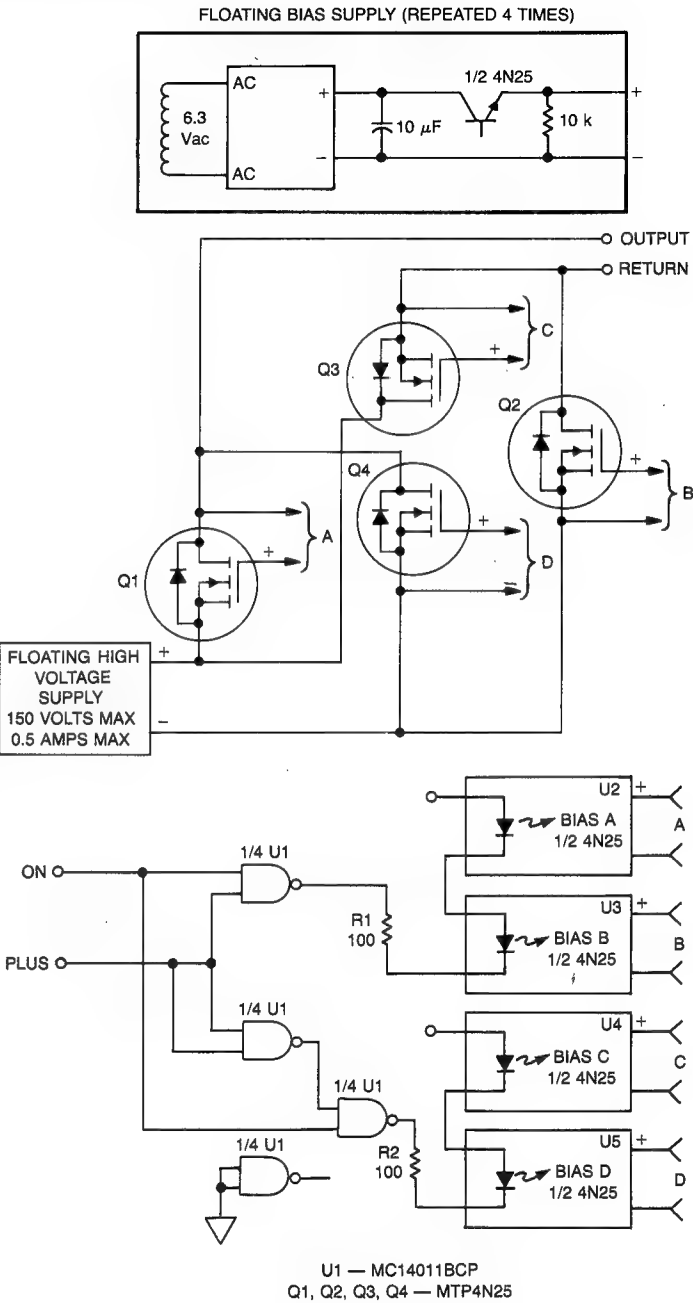 FLOATING BIAS SUPPLY (REPEATED 4 TIMES)
AC
6.3
Vac
AC
+
−
10 μF
1/2 4N25
10 k
+
−
OUTPUT
RETURN
C
+
Q3
Q2
+
B
Q4
+
D
−
A
+
Q1
FLOATING HIGH
VOLTAGE
SUPPLY
150 VOLTS MAX
0.5 AMPS MAX
+
−
U2
+
BIAS A
1/2 4N25
A
ON
1/4 U1
R1
100
U3
+
BIAS B
1/2 4N25
B
PLUS
1/4 U1
U4
+
BIAS C
1/2 4N25
C
1/4 U1
R2
100
U5
+
BIAS D
1/2 4N25
D
1/4 U1
U1 — MC14011BCP
Q1, Q2, Q3, Q4 — MTP4N25